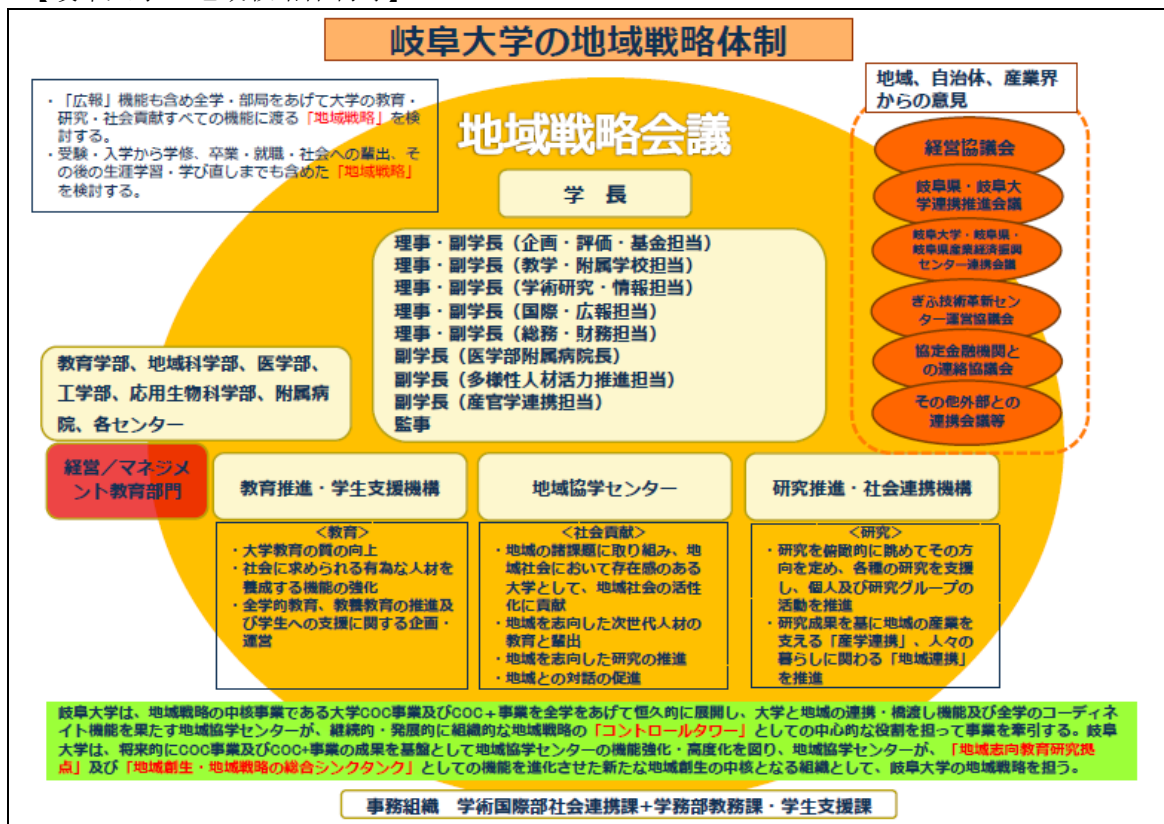 岐阜大学の地域戦略体制
・「広報」機能も含め全学・部局をあげて大学の教育・
研究・社会貢献すべての機能に渡る「地域戦略」を検
討する。
・受験・入学から学修、卒業・就職・社会への輩出、そ
の後の生涯学習・学び直しまでも含めた「地域戦略」
を検討する。
地域戦略会議
学　長
理事・副学長（企画・評価・基金担当）
理事・副学長（教学・附属学校担当）
理事・副学長（学術研究・情報担当）
理事・副学長（国際・広報担当）
理事・副学長（総務・財務担当）
副学長（医学部附属病院長）
副学長（多様性人材活力推進担当）
副学長（産官学連携担当）
監事
地域、自治体、産業界
からの意見
経営協議会
岐阜県・岐阜大
学連携推進会議
岐阜大学・岐阜県・
岐阜県産業経済振興
センター連携会議
ぎふ技術革新セン
ター運営協議会
協定金融機関と
の連絡協議会
その他外部との
連携会議等
教育学部、地域科学部、医学部、
工学部、応用生物科学部、附属病
院、各センター
経営／マネジメ
ント教育部門
教育推進・学生支援機構
＜教育＞
・大学教育の質の向上
・社会に求められる有為な人材を
養成する機能の強化
・全学的教育、教養教育の推進及
び学生への支援に関する企画・
運営
地域協学センター
＜社会貢献＞
・地域の諸課題に取り組み、地
域社会において存在感のある
大学として、地域社会の活性
化に貢献
・地域を志向した次世代人材の
教育と輩出
・地域を志向した研究の推進
・地域との対話の促進
研究推進・社会連携機構
＜研究＞
・研究を俯瞰的に眺めてその方
向を定め、各種の研究を支援
し、個人及び研究グループの
活動を推進
・研究成果を基に地域の産業を
支える「産学連携」、人々の
暮らしに関わる「地域連携」
を推進
岐阜大学は、地域戦略の中核事業である大学COC事業及びCOC＋事業を全学をあげて恒久的に展開し、大学と地域の連携・橋渡し機能及び全学のコーディネ
イト機能を果たす地域協学センターが、継続的・発展的に組織的な地域戦略の「コントロールタワー」としての中心的な役割を担って事業を牽引する。岐阜
大学は、将来的にCOC事業及びCOC+事業の成果を基盤として地域協学センターの機能強化・高度化を図り、地域協学センターが、「地域志向教育研究拠
点」及び「地域創生・地域戦略の総合シンクタンク」としての機能を進化させた新たな地域創生の中核となる組織として、岐阜大学の地域戦略を担う。
事務組織　学術国際部社会連携課+学務部教務課・学生支援課